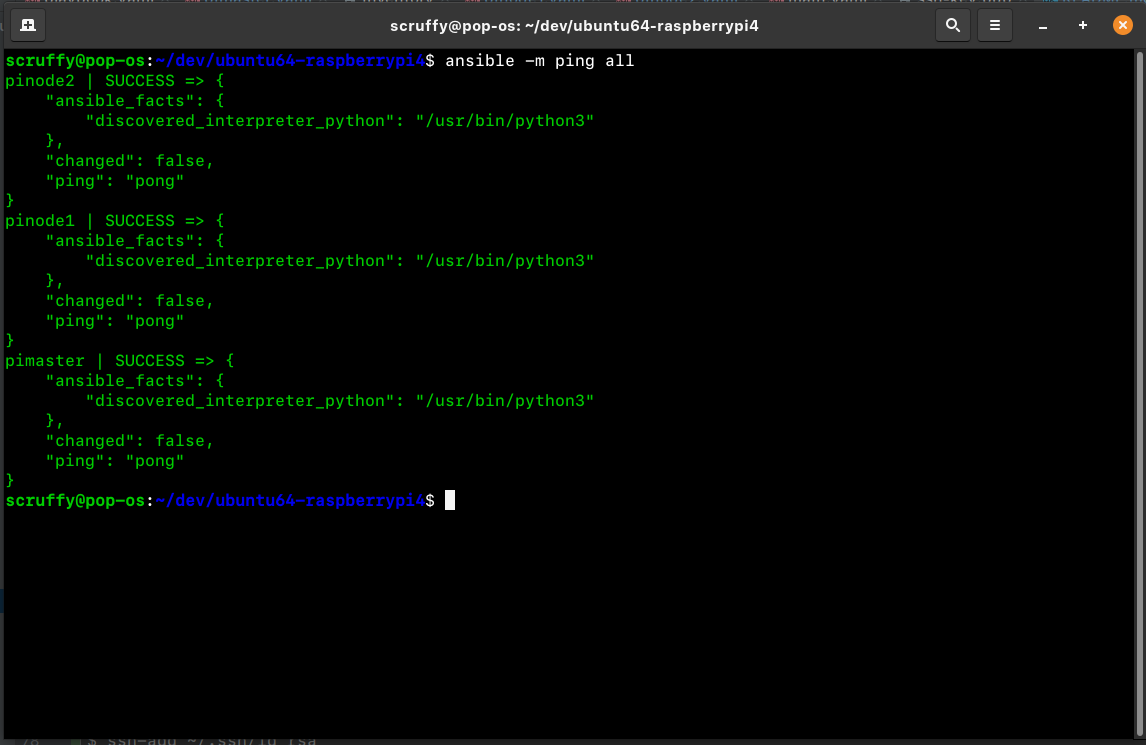 scruffy@pop-os: ~/dev/ubuntu64-raspberrypi4
scruffy@pop-os:~/dev/ubuntu64-raspberrypi4$ ansible -m ping all
pinode2 | SUCCESS => {
    "ansible_facts": {
        "discovered_interpreter_python": "/usr/bin/python3"
    },
    "changed": false,
    "ping": "pong"
}
pinode1 | SUCCESS => {
    "ansible_facts": {
        "discovered_interpreter_python": "/usr/bin/python3"
    },
    "changed": false,
    "ping": "pong"
}
pimaster | SUCCESS => {
    "ansible_facts": {
        "discovered_interpreter_python": "/usr/bin/python3"
    },
    "changed": false,
    "ping": "pong"
}
scruffy@pop-os:~/dev/ubuntu64-raspberrypi4$
$ ssh-add ~/.ssh/id_rsa